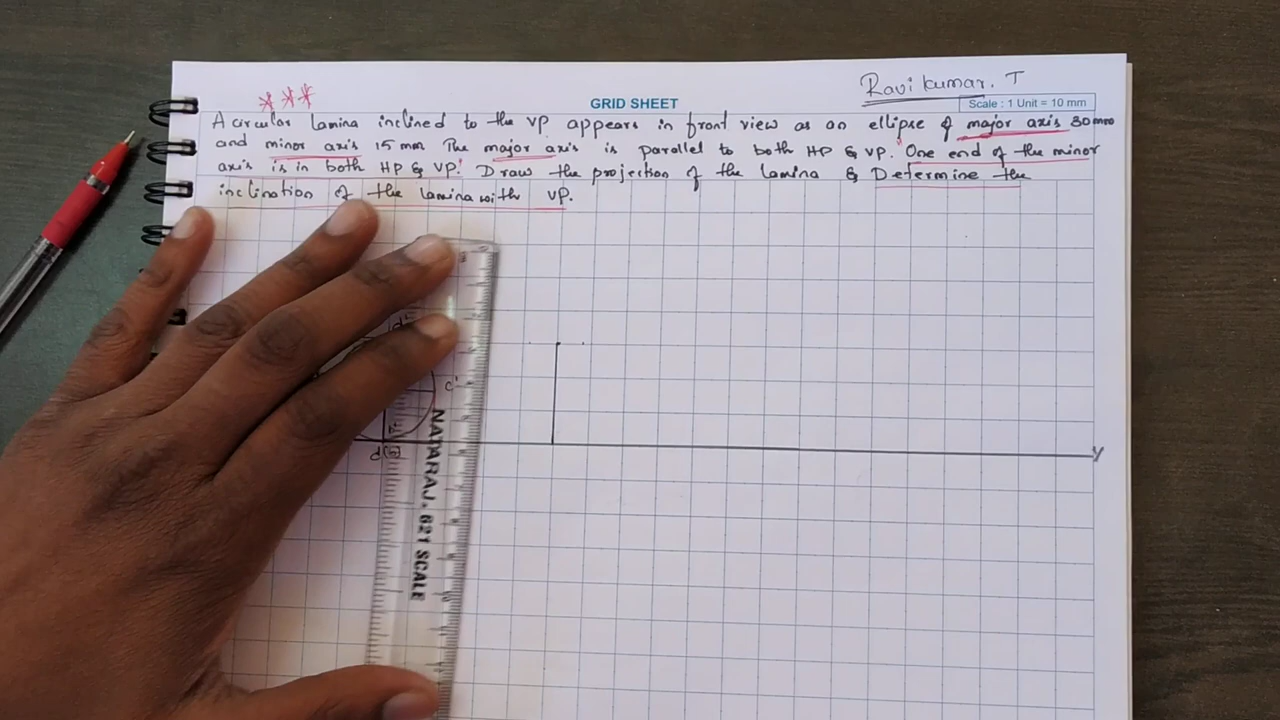 Ravi kumar. T
GRID SHEET
Scale : 1 Unit = 10 mm
A circular lamina inclined to the VP appears in front view as an ellipse of major axis 30mm
and minor axis 15 mm The major axis is parallel to both HP & VP. "One end of the minor
axis is in both HP & VP." Draw the projection of the lamina & Determine the
inclination of the lamina with VP.
d'
c'
d
Y
NATARAJ 621 SCALE